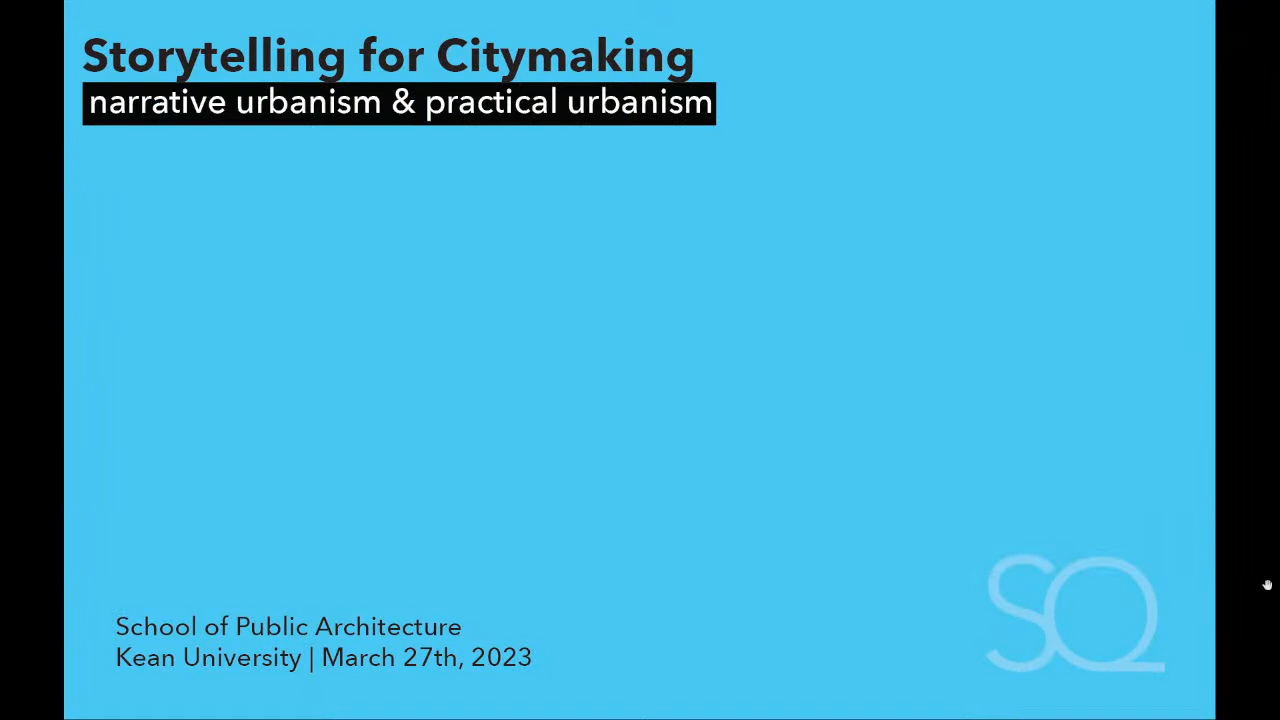 Storytelling for Citymaking
narrative urbanism & practical urbanism
School of Public Architecture
Kean University | March 27th, 2023
SQ